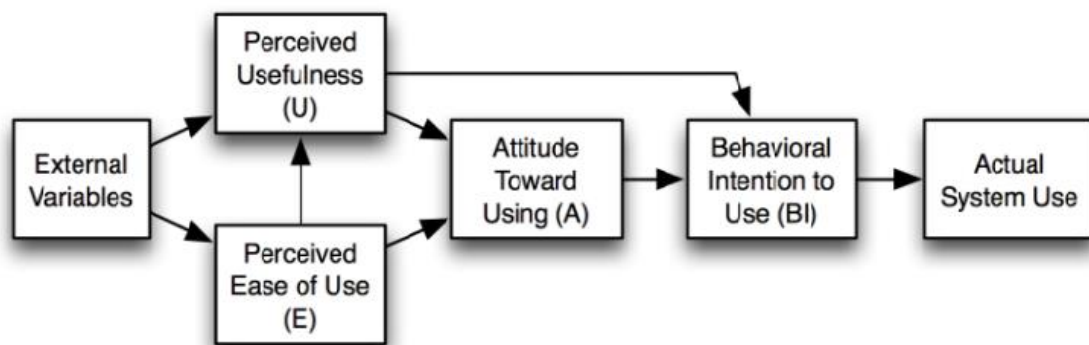 External
Variables
Perceived
Usefulness
(U)
Perceived
Ease of Use
(E)
Attitude
Toward
Using (A)
Behavioral
Intention to
Use (BI)
Actual
System Use